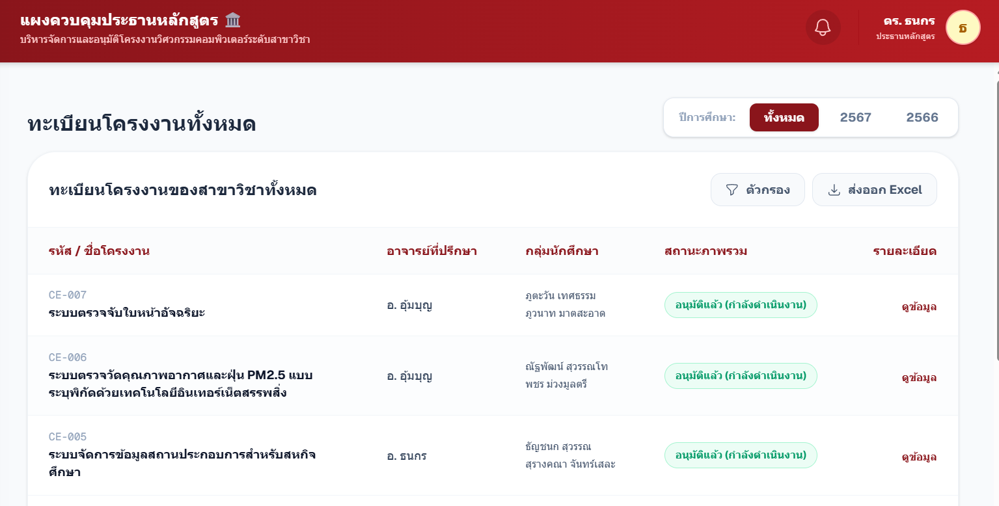 แผงควบคุมประธานหลักสูตร 🏛️
บริหารจัดการและอนุมัติโครงงานวิศวกรรมคอมพิวเตอร์ระดับสาขาวิชา
ดร. ธนกร
ประธานหลักสูตร
ธ
ทะเบียนโครงงานทั้งหมด
ปีการศึกษา: ทั้งหมด 2567 2566
ทะเบียนโครงงานของสาขาวิชาทั้งหมด
ตัวกรอง
ส่งออก Excel
รหัส / ชื่อโครงงาน อาจารย์ที่ปรึกษา กลุ่มนักศึกษา สถานะภาพรวม รายละเอียด
CE-007
ระบบตรวจจับใบหน้าอัจฉริยะ
อ. อุ้มบุญ
ภูตะวัน เทศธรรม
ภูวนาท มาตสะอาด
อนุมัติแล้ว (กำลังดำเนินงาน)
ดูข้อมูล
CE-006
ระบบตรวจวัดคุณภาพอากาศและฝุ่น PM2.5 แบบ
ระบุพิกัดด้วยเทคโนโลยีอินเทอร์เน็ตสรรพสิ่ง
อ. อุ้มบุญ
ณัฐพัฒน์ สุวรรณโท
พชร ม่วงมูลตรี
อนุมัติแล้ว (กำลังดำเนินงาน)
ดูข้อมูล
CE-005
ระบบจัดการข้อมูลสถานประกอบการสำหรับสหกิจ
ศึกษา
อ. ธนกร
ธัญชนก สุวรรณ
สุรางคณา จันทร์เสละ
อนุมัติแล้ว (กำลังดำเนินงาน)
ดูข้อมูล